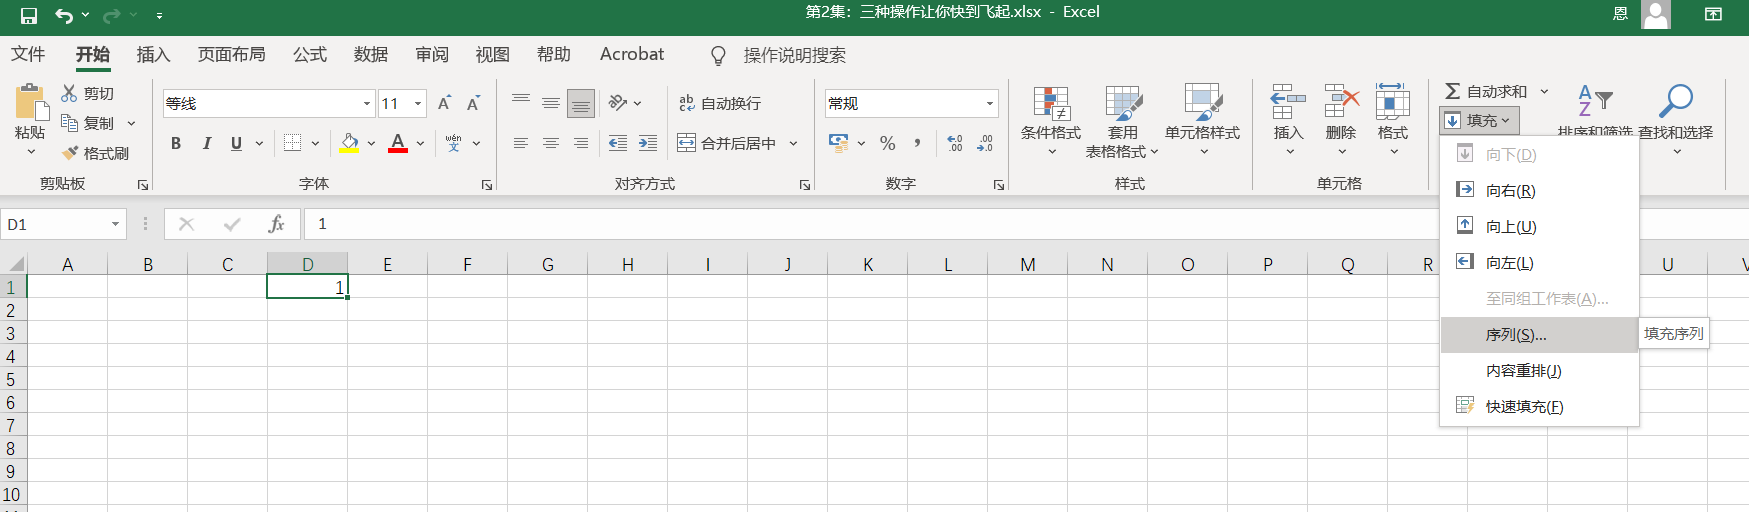 第2集：三种操作让你快到飞起.xlsx - Excel 恩
文件 开始 插入 页面布局 公式 数据 审阅 视图 帮助 Acrobat 操作说明搜索
粘贴 剪切 复制 格式刷 剪贴板
等线 11 A A B I U A wén 文 字体
ab c 自动换行 合并后居中 对齐方式
常规 % , .00 数字
条件格式 套用 表格格式 单元格样式 样式
插入 删除 格式 单元格
Σ 自动求和 填充 A Z 排序和筛选 查找和选择
向下(D)
向右(R)
向上(U)
向左(L)
至同组工作表(A)...
序列(S)... 填充序列
内容重排(J)
快速填充(F)
D1 fx 1
A B C D E F G H I J K L M N O P Q R U V
1 1
2
3
4
5
6
7
8
9
10